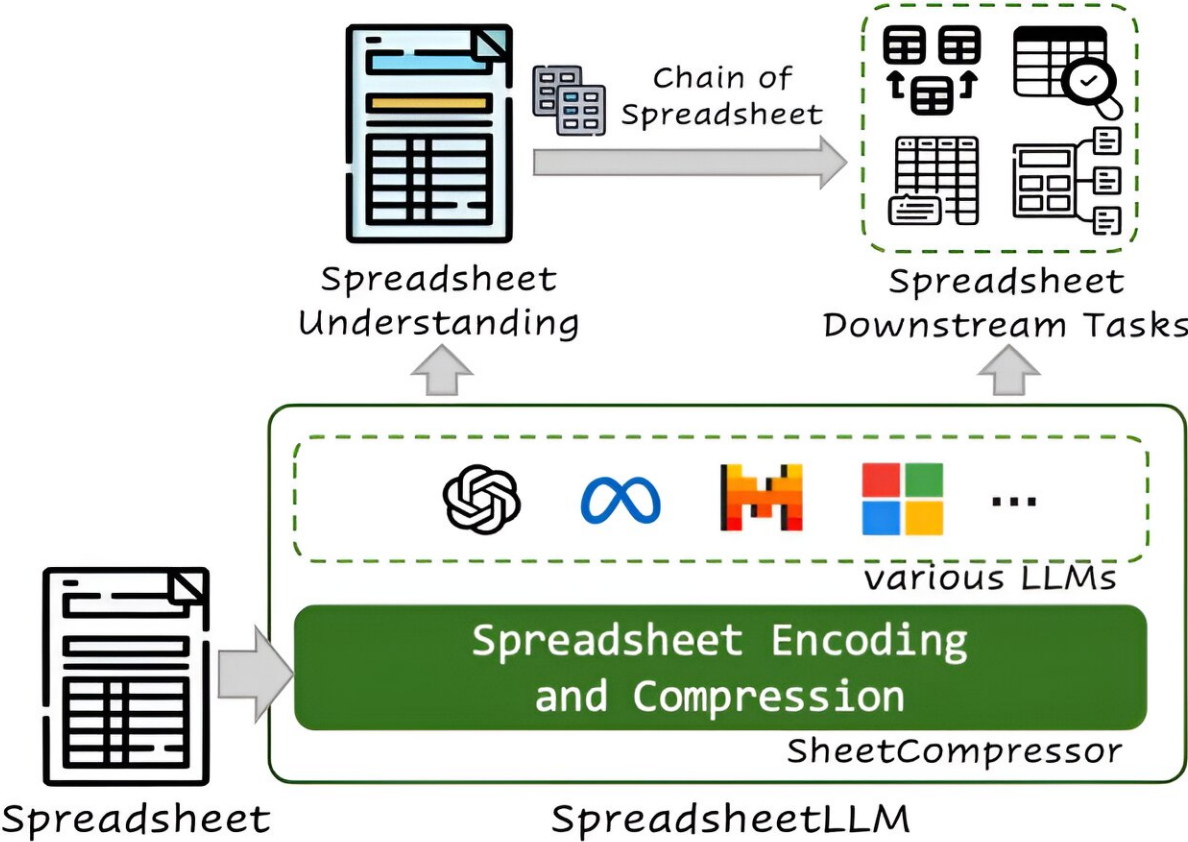 Chain of
Spreadsheet
Spreadsheet
Understanding
Spreadsheet
Downstream Tasks
...
various LLMs
Spreadsheet Encoding
and Compression
SheetCompressor
Spreadsheet
SpreadsheetLLM